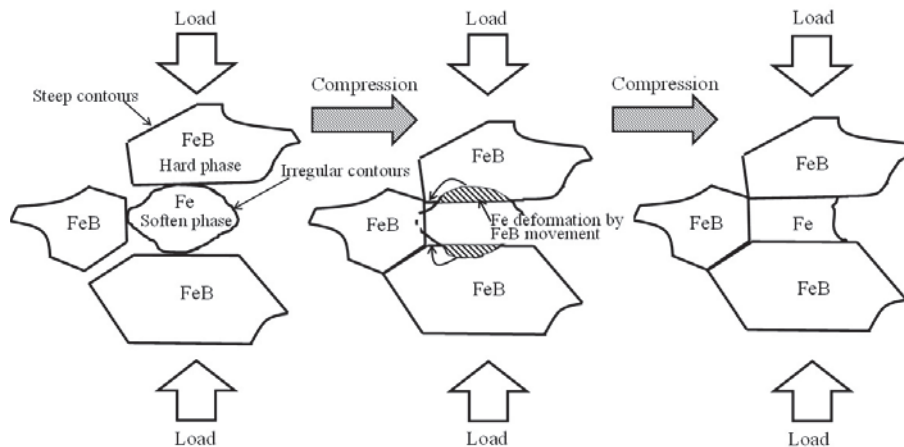 Load
Steep contours
FeB
Hard phase
Irregular contours
Fe
Soften phase
FeB
FeB
Load
Compression
Load
FeB
FeB
Fe deformation by
FeB movement
FeB
Load
Compression
Load
FeB
FeB
Fe
FeB
Load